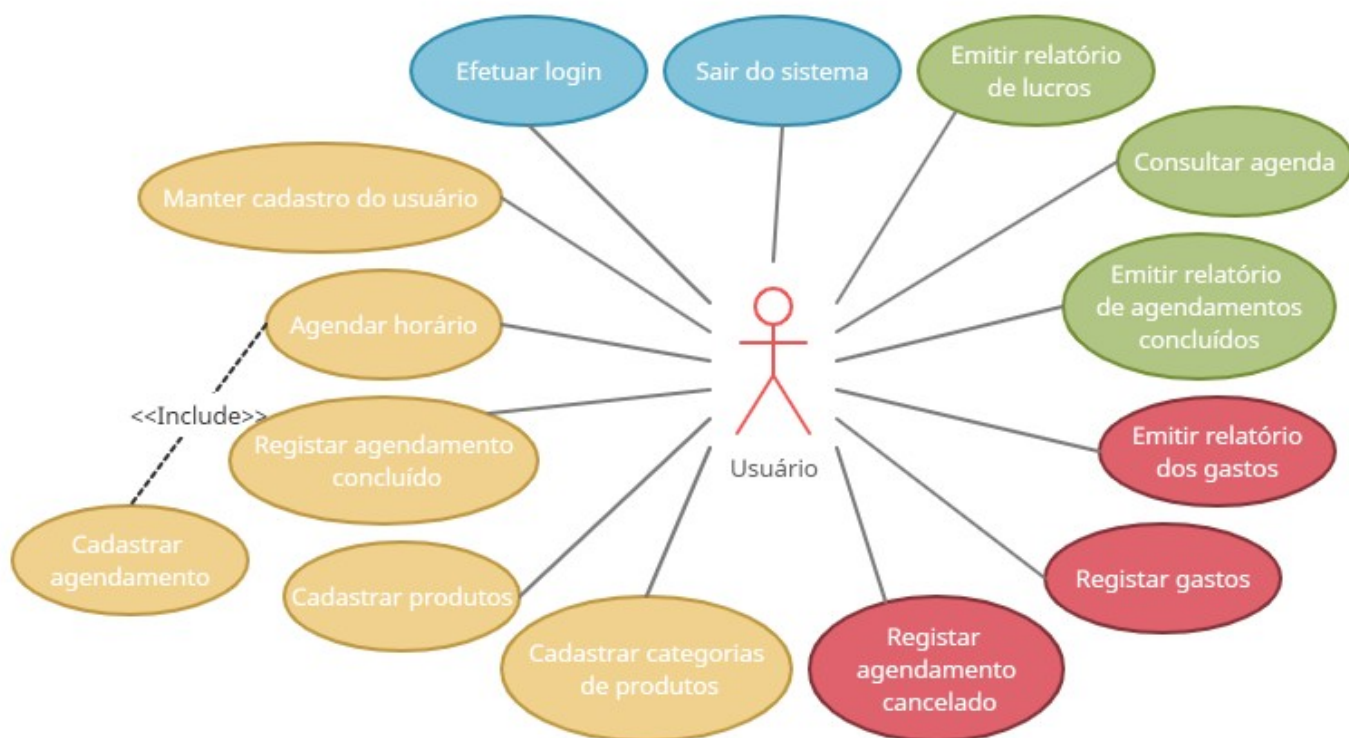 Efetuar login
Sair do sistema
Emitir relatório
de lucros
Consultar agenda
Manter cadastro do usuário
Emitir relatório
de agendamentos
concluídos
Agendar horário
<<Include>>
Registar agendamento
concluído
Usuário
Emitir relatório
dos gastos
Cadastrar
agendamento
Cadastrar produtos
Registar gastos
Cadastrar categorias
de produtos
Registar
agendamento
cancelado